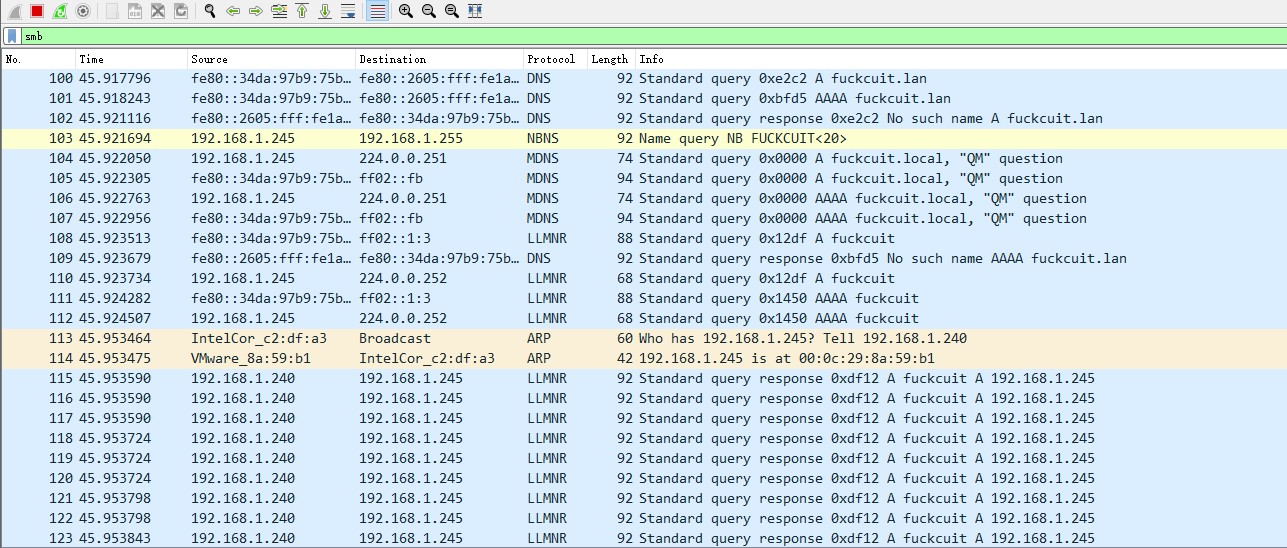 smb
No. Time Source Destination Protocol Length Info
100 45.917796 fe80::34da:97b9:75b… fe80::2605:fff:fe1a… DNS 92 Standard query 0xe2c2 A fuckcuit.lan
101 45.918243 fe80::34da:97b9:75b… fe80::2605:fff:fe1a… DNS 92 Standard query 0xbfd5 AAAA fuckcuit.lan
102 45.921116 fe80::2605:fff:fe1a… fe80::34da:97b9:75b… DNS 92 Standard query response 0xe2c2 No such name A fuckcuit.lan
103 45.921694 192.168.1.245 192.168.1.255 NBNS 92 Name query NB FUCKCUIT<20>
104 45.922050 192.168.1.245 224.0.0.251 MDNS 74 Standard query 0x0000 A fuckcuit.local, "QM" question
105 45.922305 fe80::34da:97b9:75b… ff02::fb MDNS 94 Standard query 0x0000 A fuckcuit.local, "QM" question
106 45.922763 192.168.1.245 224.0.0.251 MDNS 74 Standard query 0x0000 AAAA fuckcuit.local, "QM" question
107 45.922956 fe80::34da:97b9:75b… ff02::fb MDNS 94 Standard query 0x0000 AAAA fuckcuit.local, "QM" question
108 45.923513 fe80::34da:97b9:75b… ff02::1:3 LLMNR 88 Standard query 0x12df A fuckcuit
109 45.923679 fe80::2605:fff:fe1a… fe80::34da:97b9:75b… DNS 92 Standard query response 0xbfd5 No such name AAAA fuckcuit.lan
110 45.923734 192.168.1.245 224.0.0.252 LLMNR 68 Standard query 0x12df A fuckcuit
111 45.924282 fe80::34da:97b9:75b… ff02::1:3 LLMNR 88 Standard query 0x1450 AAAA fuckcuit
112 45.924507 192.168.1.245 224.0.0.252 LLMNR 68 Standard query 0x1450 AAAA fuckcuit
113 45.953464 IntelCor_c2:df:a3 Broadcast ARP 60 Who has 192.168.1.245? Tell 192.168.1.240
114 45.953475 VMware_8a:59:b1 IntelCor_c2:df:a3 ARP 42 192.168.1.245 is at 00:0c:29:8a:59:b1
115 45.953590 192.168.1.240 192.168.1.245 LLMNR 92 Standard query response 0xdf12 A fuckcuit A 192.168.1.245
116 45.953590 192.168.1.240 192.168.1.245 LLMNR 92 Standard query response 0xdf12 A fuckcuit A 192.168.1.245
117 45.953590 192.168.1.240 192.168.1.245 LLMNR 92 Standard query response 0xdf12 A fuckcuit A 192.168.1.245
118 45.953724 192.168.1.240 192.168.1.245 LLMNR 92 Standard query response 0xdf12 A fuckcuit A 192.168.1.245
119 45.953724 192.168.1.240 192.168.1.245 LLMNR 92 Standard query response 0xdf12 A fuckcuit A 192.168.1.245
120 45.953724 192.168.1.240 192.168.1.245 LLMNR 92 Standard query response 0xdf12 A fuckcuit A 192.168.1.245
121 45.953798 192.168.1.240 192.168.1.245 LLMNR 92 Standard query response 0xdf12 A fuckcuit A 192.168.1.245
122 45.953798 192.168.1.240 192.168.1.245 LLMNR 92 Standard query response 0xdf12 A fuckcuit A 192.168.1.245
123 45.953843 192.168.1.240 192.168.1.245 LLMNR 92 Standard query response 0xdf12 A fuckcuit A 192.168.1.245